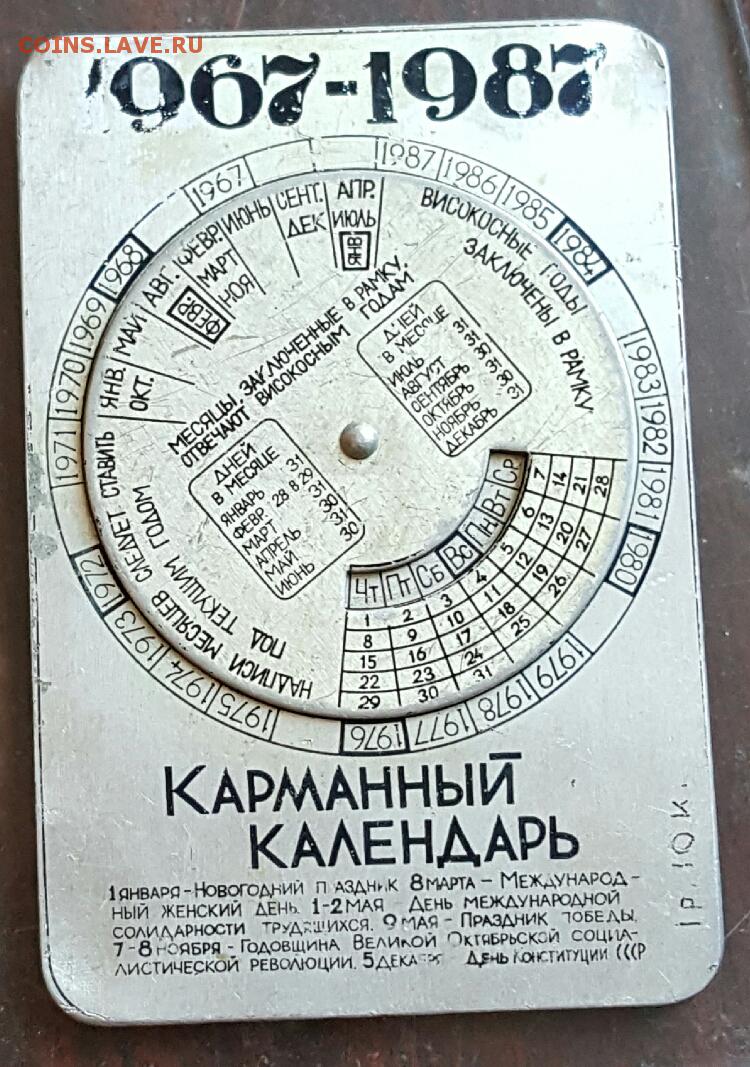 COINS.LAVE.RU
1967-1987
1967
1987
1986
1985
1984
1983
1982
1981
1980
1979
1978
1977
1976
1975
1974
1973
1972
1971
1970
1969
1968
ЯНВ. МАЙ АВГ. ФЕВР. ИЮНЬ СЕНТ. АПР.
ОКТ. ФЕВР. МАРТ НОЯ ДЕК ИЮЛЬ
ЯНВ
ВИСОКОСНЫЕ ГОДЫ
ЗАКЛЮЧЕНЫ В РАМКУ
МЕСЯЦЫ, ЗАКЛЮЧЕННЫЕ В РАМКУ,
ОТВЕЧАЮТ ВИСОКОСНЫМ ГОДАМ
ДНЕЙ
В МЕСЯЦЕ
ИЮЛЬ 31
АВГУСТ 31
СЕНТЯБРЬ 30
ОКТЯБРЬ 31
НОЯБРЬ 30
ДЕКАБРЬ 31
ДНЕЙ
В МЕСЯЦЕ
ЯНВАРЬ 31
ФЕВР. 28 и 29
МАРТ 31
АПРЕЛЬ 30
МАЙ 31
ИЮНЬ 30
НАДПИСИ МЕСЯЦЕВ СЛЕДУЕТ СТАВИТЬ
ПОД ТЕКУЩИМ ГОДОМ
Чт Пт Сб Вс Пн Вт Ср
1 2 3 4 5 6 7
8 9 10 11 12 13 14
15 16 17 18 19 20 21
22 23 24 25 26 27 28
29 30 31
КАРМАННЫЙ
КАЛЕНДАРЬ
1 ЯНВАРЯ - НОВОГОДНИЙ ПРАЗДНИК 8 МАРТА - МЕЖДУНАРОД-
НЫЙ ЖЕНСКИЙ ДЕНЬ. 1-2 МАЯ - ДЕНЬ МЕЖДУНАРОДНОЙ
СОЛИДАРНОСТИ ТРУДЯЩИХСЯ. 9 МАЯ - ПРАЗДНИК ПОБЕДЫ.
7-8 НОЯБРЯ - ГОДОВЩИНА ВЕЛИКОЙ ОКТЯБРЬСКОЙ СОЦИА-
ЛИСТИЧЕСКОЙ РЕВОЛЮЦИИ. 5 ДЕКАБРЯ ДЕНЬ КОНСТИТУЦИИ СССР
1р.10к.